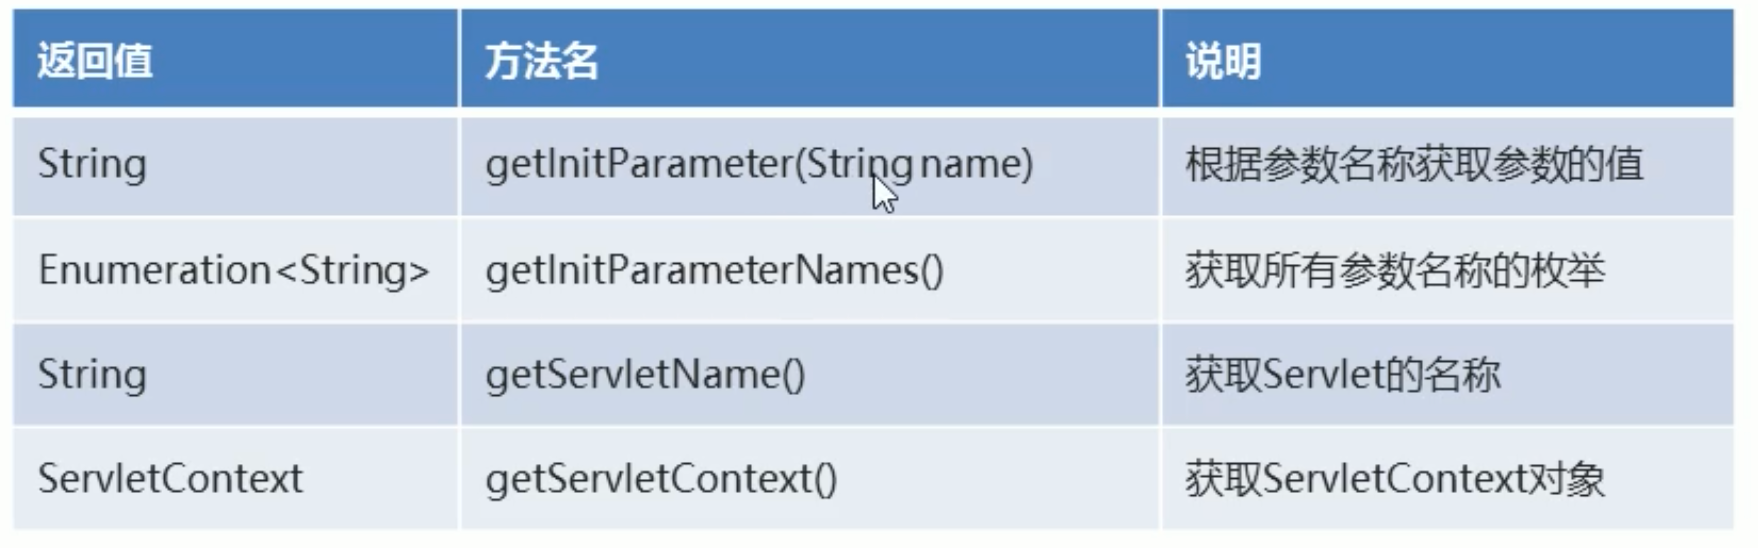 返回值 方法名 说明
String getInitParameter(String name) 根据参数名称获取参数的值
Enumeration<String> getInitParameterNames() 获取所有参数名称的枚举
String getServletName() 获取Servlet的名称
ServletContext getServletContext() 获取ServletContext对象